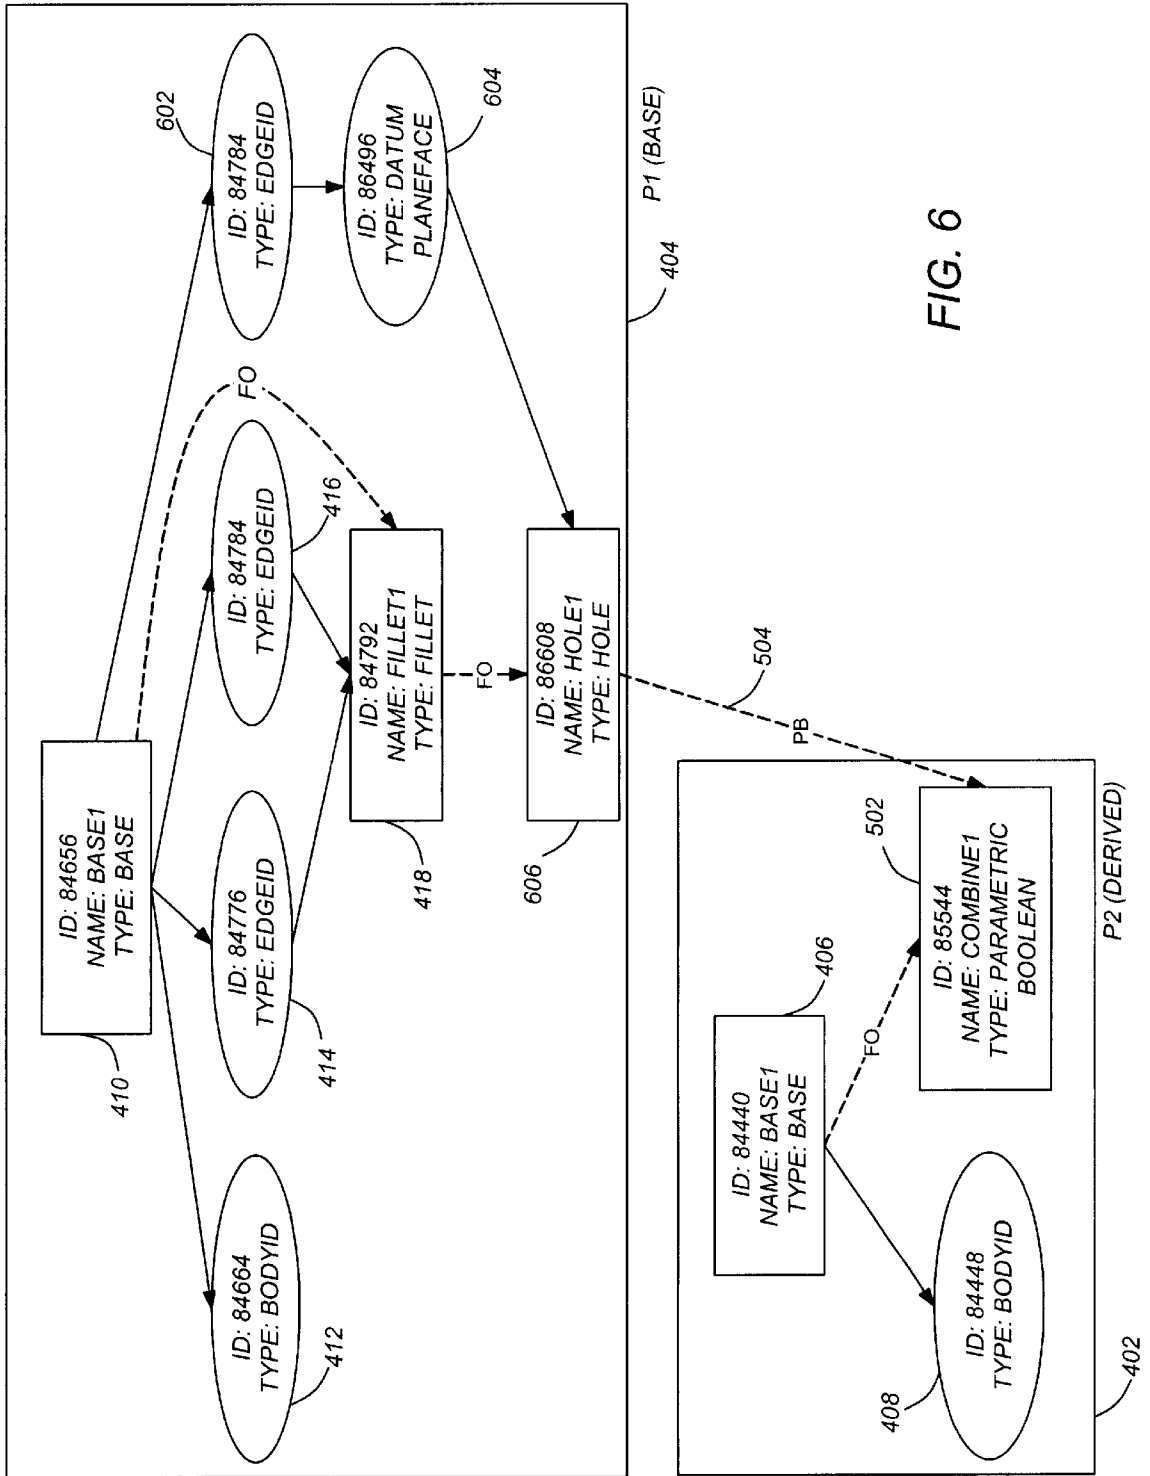 ID: 84656
NAME: BASE1
TYPE: BASE
410
ID: 84664
TYPE: BODYID
412
ID: 84776
TYPE: EDGEID
414
ID: 84784
TYPE: EDGEID
416
FO
ID: 84784
TYPE: EDGEID
602
ID: 86496
TYPE: DATUM
PLANEFACE
604
ID: 84792
NAME: FILLET1
TYPE: FILLET
418
FO
ID: 86608
NAME: HOLE1
TYPE: HOLE
606
404
P1 (BASE)
PB
504
ID: 84440
NAME: BASE1
TYPE: BASE
406
FO
ID: 84448
TYPE: BODYID
408
ID: 85544
NAME: COMBINE1
TYPE: PARAMETRIC
BOOLEAN
502
402
P2 (DERIVED)
FIG. 6